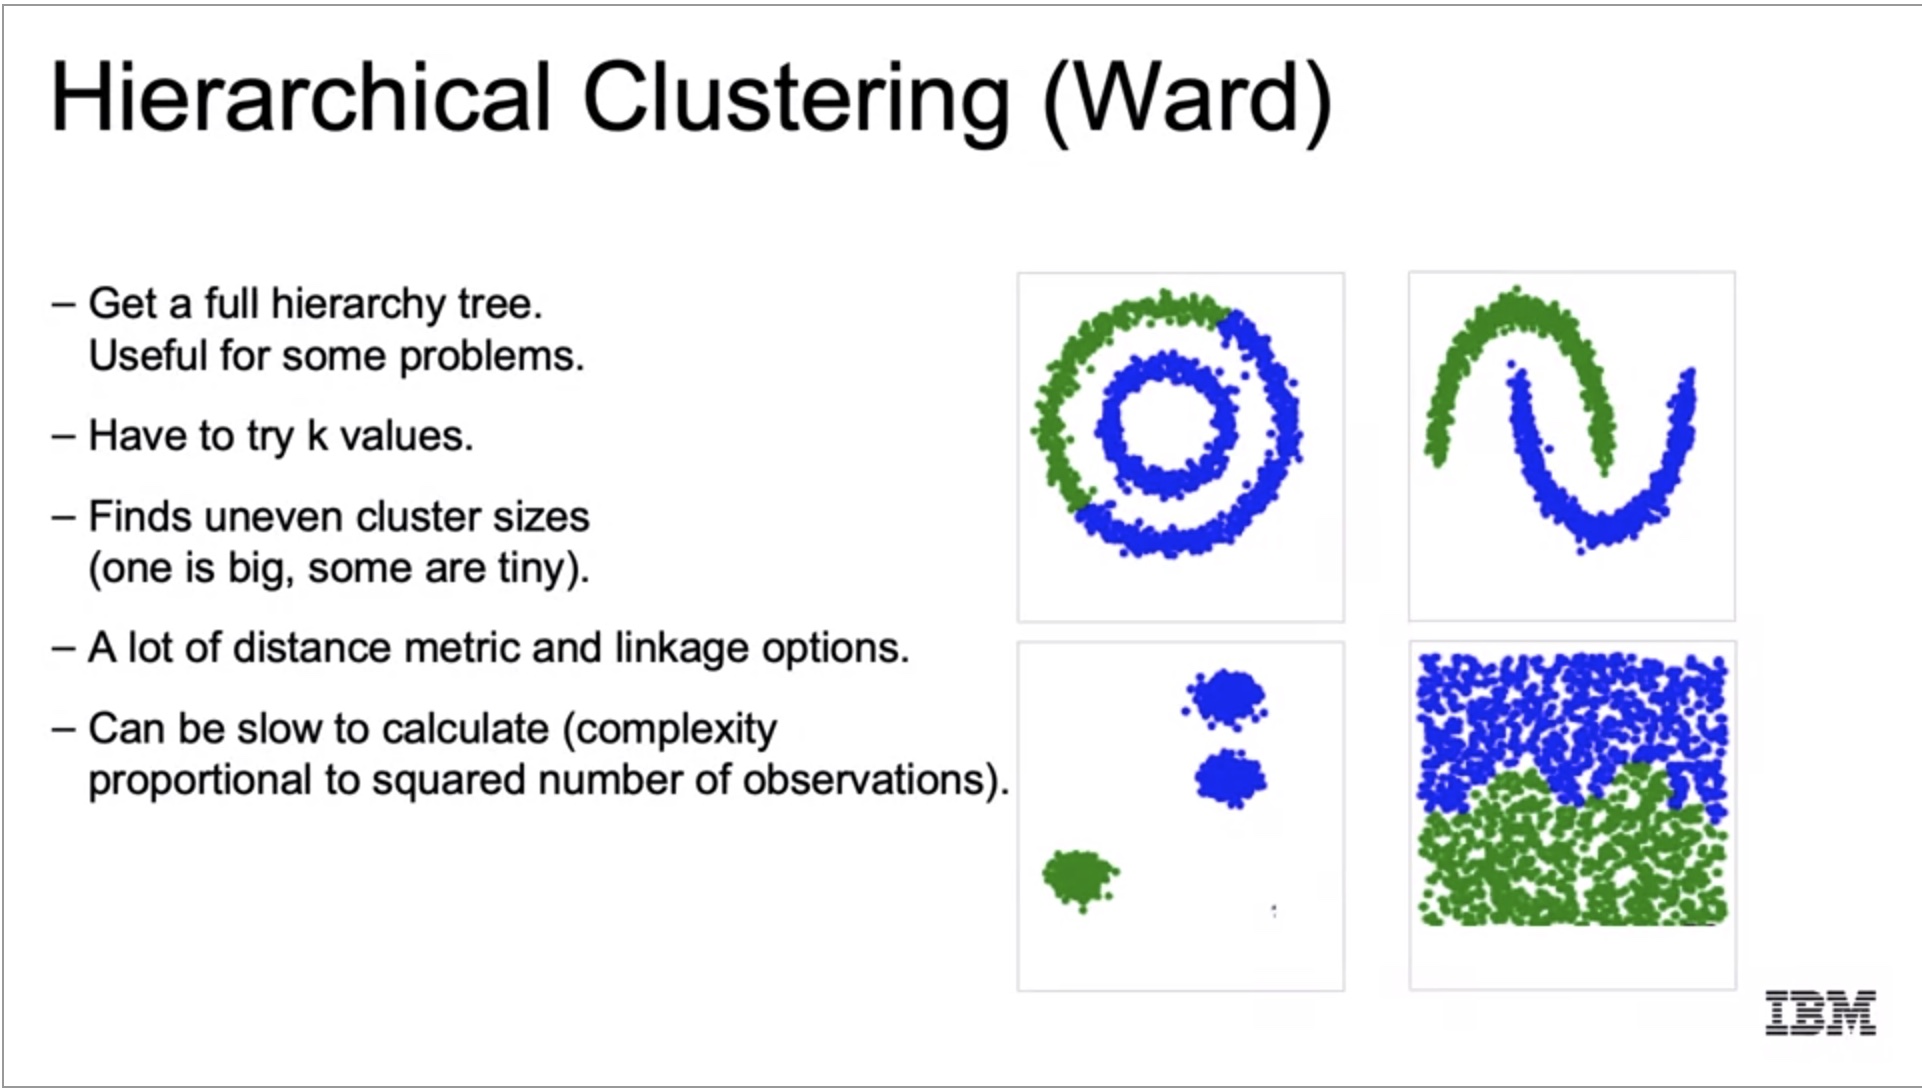 Hierarchical Clustering (Ward)
– Get a full hierarchy tree.
Useful for some problems.
– Have to try k values.
– Finds uneven cluster sizes
(one is big, some are tiny).
– A lot of distance metric and linkage options.
– Can be slow to calculate (complexity
proportional to squared number of observations).
IBM